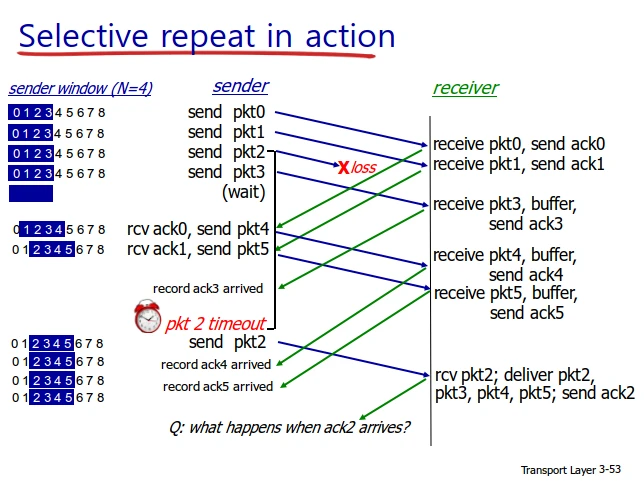 Selective repeat in action
sender window (N=4)
sender
receiver
0 1 2 3 4 5 6 7 8
send pkt0
0 1 2 3 4 5 6 7 8
send pkt1
0 1 2 3 4 5 6 7 8
send pkt2
0 1 2 3 4 5 6 7 8
send pkt3
(wait)
X loss
receive pkt0, send ack0
receive pkt1, send ack1
receive pkt3, buffer,
send ack3
0 1 2 3 4 5 6 7 8
rcv ack0, send pkt4
0 1 2 3 4 5 6 7 8
rcv ack1, send pkt5
receive pkt4, buffer,
send ack4
receive pkt5, buffer,
send ack5
record ack3 arrived
pkt 2 timeout
0 1 2 3 4 5 6 7 8
send pkt2
0 1 2 3 4 5 6 7 8
record ack4 arrived
0 1 2 3 4 5 6 7 8
record ack5 arrived
0 1 2 3 4 5 6 7 8
rcv pkt2; deliver pkt2,
pkt3, pkt4, pkt5; send ack2
Q: what happens when ack2 arrives?
Transport Layer 3-53